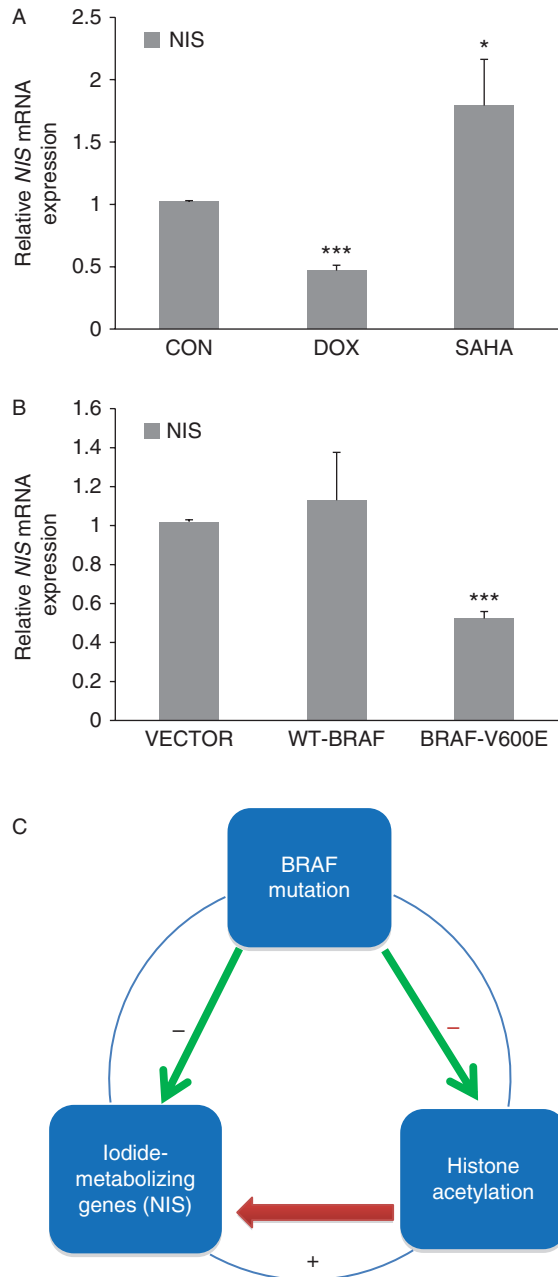 A
Relative NIS mRNA
expression
2.5
2
1.5
1
0.5
0
NIS
***
*
CON DOX SAHA
B
Relative NIS mRNA
expression
1.6
1.4
1.2
1
0.8
0.6
0.4
0.2
0
NIS
***
VECTOR WT-BRAF BRAF-V600E
C
BRAF
mutation
– –
Iodide-
metabolizing
genes (NIS)
Histone
acetylation
+